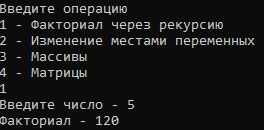 Введите операцию
1 - Факториал через рекурсию
2 - Изменение местами переменных
3 - Массивы
4 - Матрицы
1
Введите число - 5
Факториал - 120